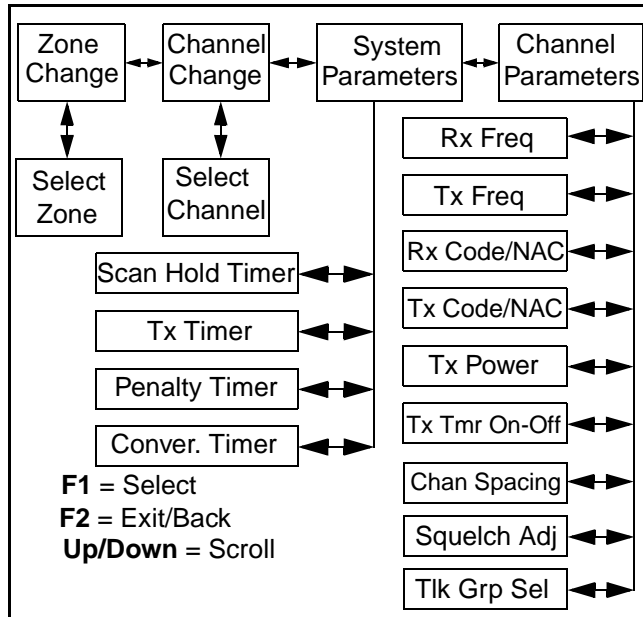 Zone
Change
Channel
Change
System
Parameters
Channel
Parameters
Select
Zone
Select
Channel
Scan Hold Timer
Tx Timer
Penalty Timer
Conver. Timer
Rx Freq
Tx Freq
Rx Code/NAC
Tx Code/NAC
Tx Power
Tx Tmr On-Off
Chan Spacing
Squelch Adj
Tlk Grp Sel
F1 = Select
F2 = Exit/Back
Up/Down = Scroll